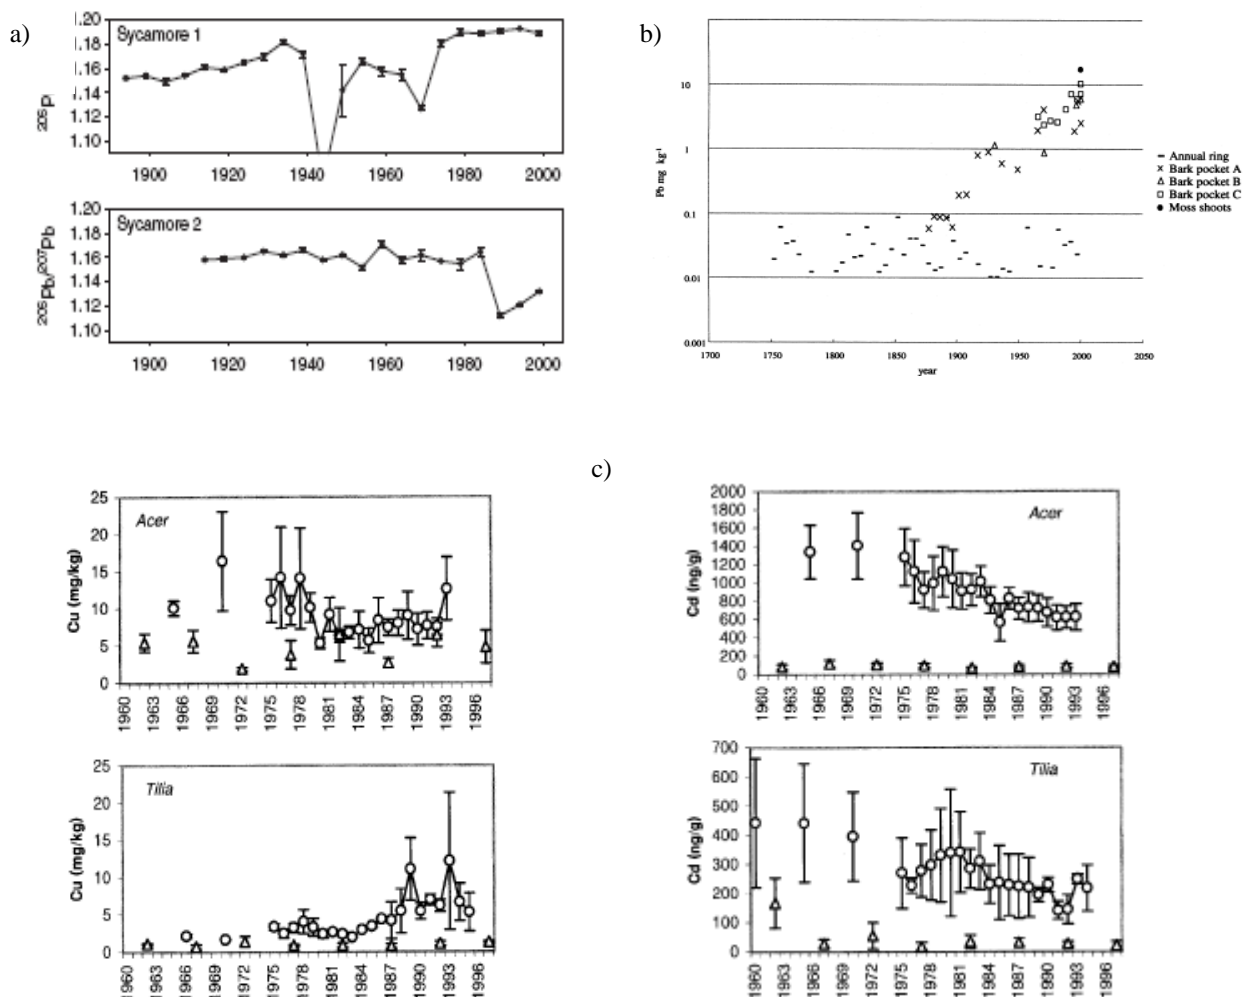 a)
1.20
Sycamore 1
1.18
1.16
1.14
1.12
1.10
1900 1920 1940 1960 1980 2000
1.20
Sycamore 2
1.18
1.16
1.14
1.12
1.10
²⁰⁶Pb/²⁰⁷Pb
1900 1920 1940 1960 1980 2000
b)
10
1
0.1
0.01
0.001
Pb mg kg⁻¹
1700 1750 1800 1850 1900 1950 2000 2050
year
Annual ring
Bark pocket A
Bark pocket B
Bark pocket C
Moss shoots
c)
25
Acer
20
15
10
5
0
Cu (mg/kg)
1960 1963 1966 1969 1972 1975 1978 1981 1984 1987 1990 1993 1996
2000
Acer
1800
1600
1400
1200
1000
800
600
400
200
0
Cd (ng/g)
1960 1963 1966 1969 1972 1975 1978 1981 1984 1987 1990 1993 1996
25
Tilia
20
15
10
5
0
Cu (mg/kg)
1960 1963 1966 1969 1972 1975 1978 1981 1984 1987 1990 1993 1996
700
Tilia
600
500
400
300
200
100
0
Cd (ng/g)
1960 1963 1966 1969 1972 1975 1978 1981 1984 1987 1990 1993 1996